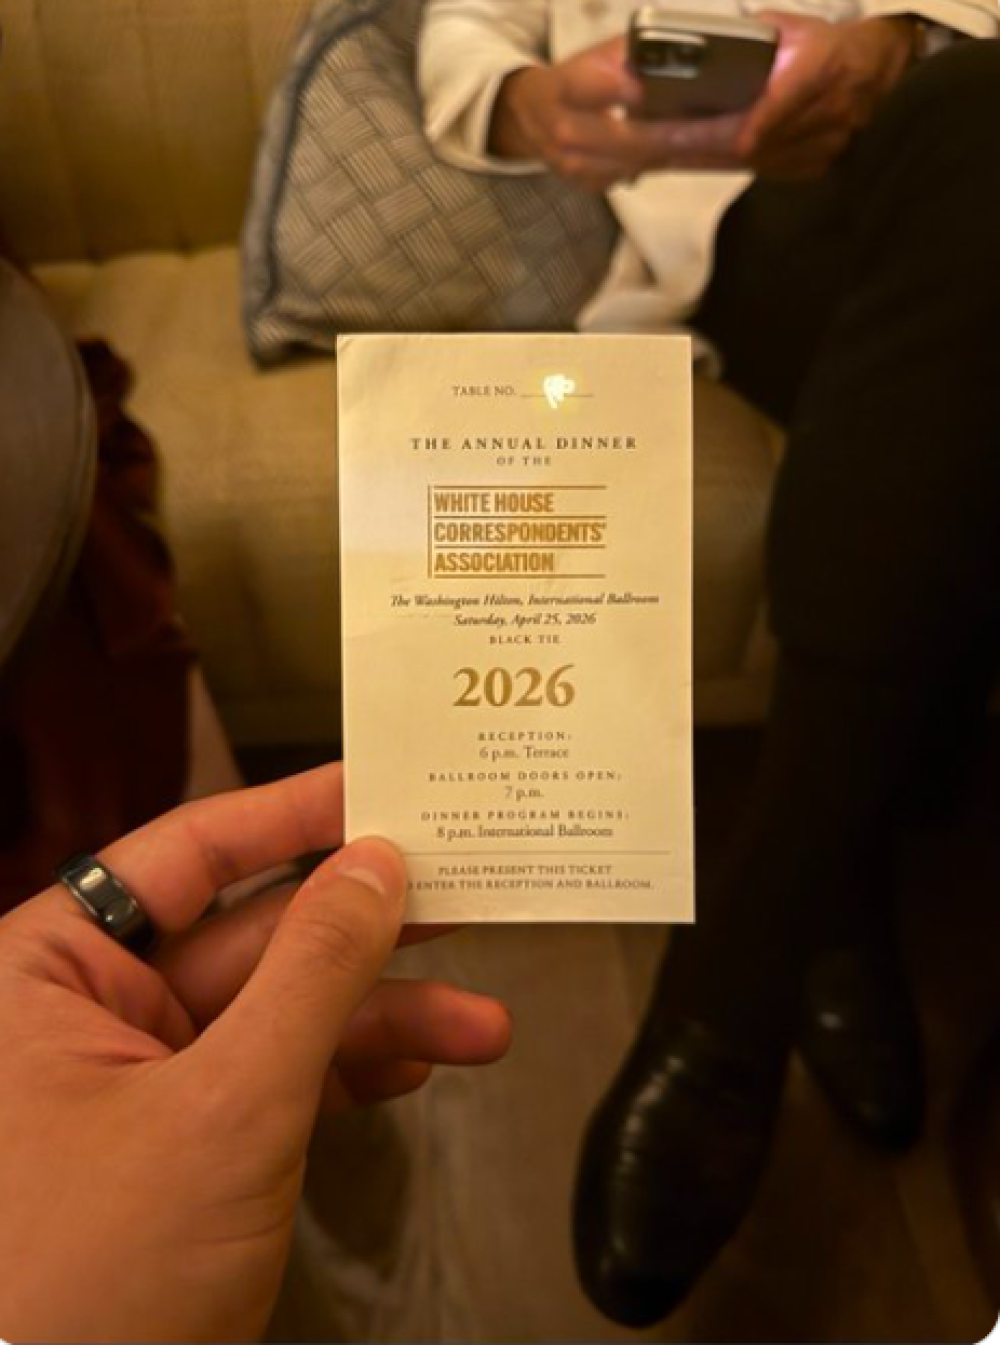 TABLE NO.
THE ANNUAL DINNER
OF THE
WHITE HOUSE
CORRESPONDENTS'
ASSOCIATION
The Washington Hilton, International Ballroom
Saturday, April 25, 2026
BLACK TIE
2026
RECEPTION:
6 p.m. Terrace
BALLROOM DOORS OPEN:
7 p.m.
DINNER PROGRAM BEGINS:
8 p.m. International Ballroom
PLEASE PRESENT THIS TICKET
ENTER THE RECEPTION AND BALLROOM.